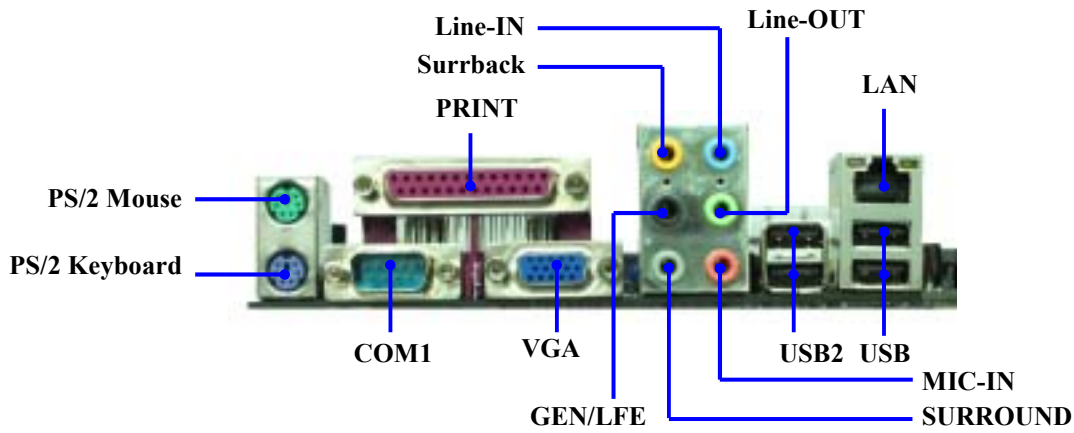 Line-IN
Line-OUT
Surrback
LAN
PRINT
PS/2 Mouse
PS/2 Keyboard
COM1
VGA
USB2
USB
MIC-IN
GEN/LFE
SURROUND